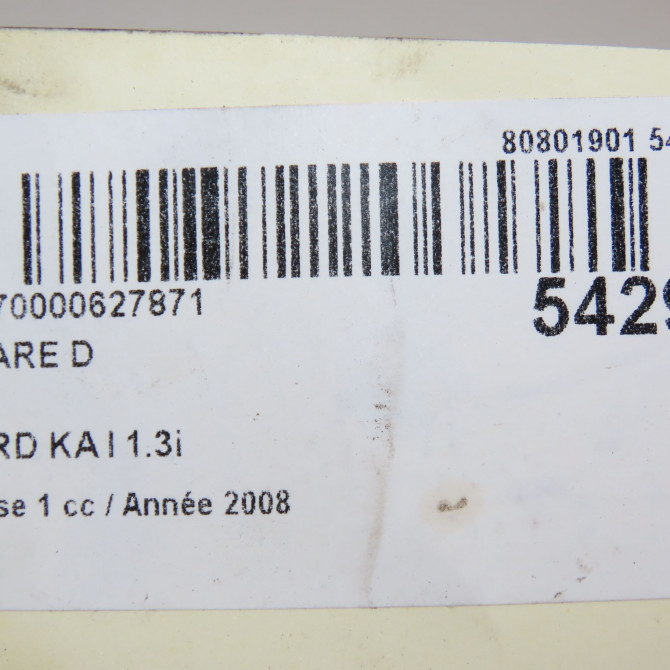 80801901 54
70000627871
5429
ARE D
RD KA I 1.3i
se 1 cc / Année 2008